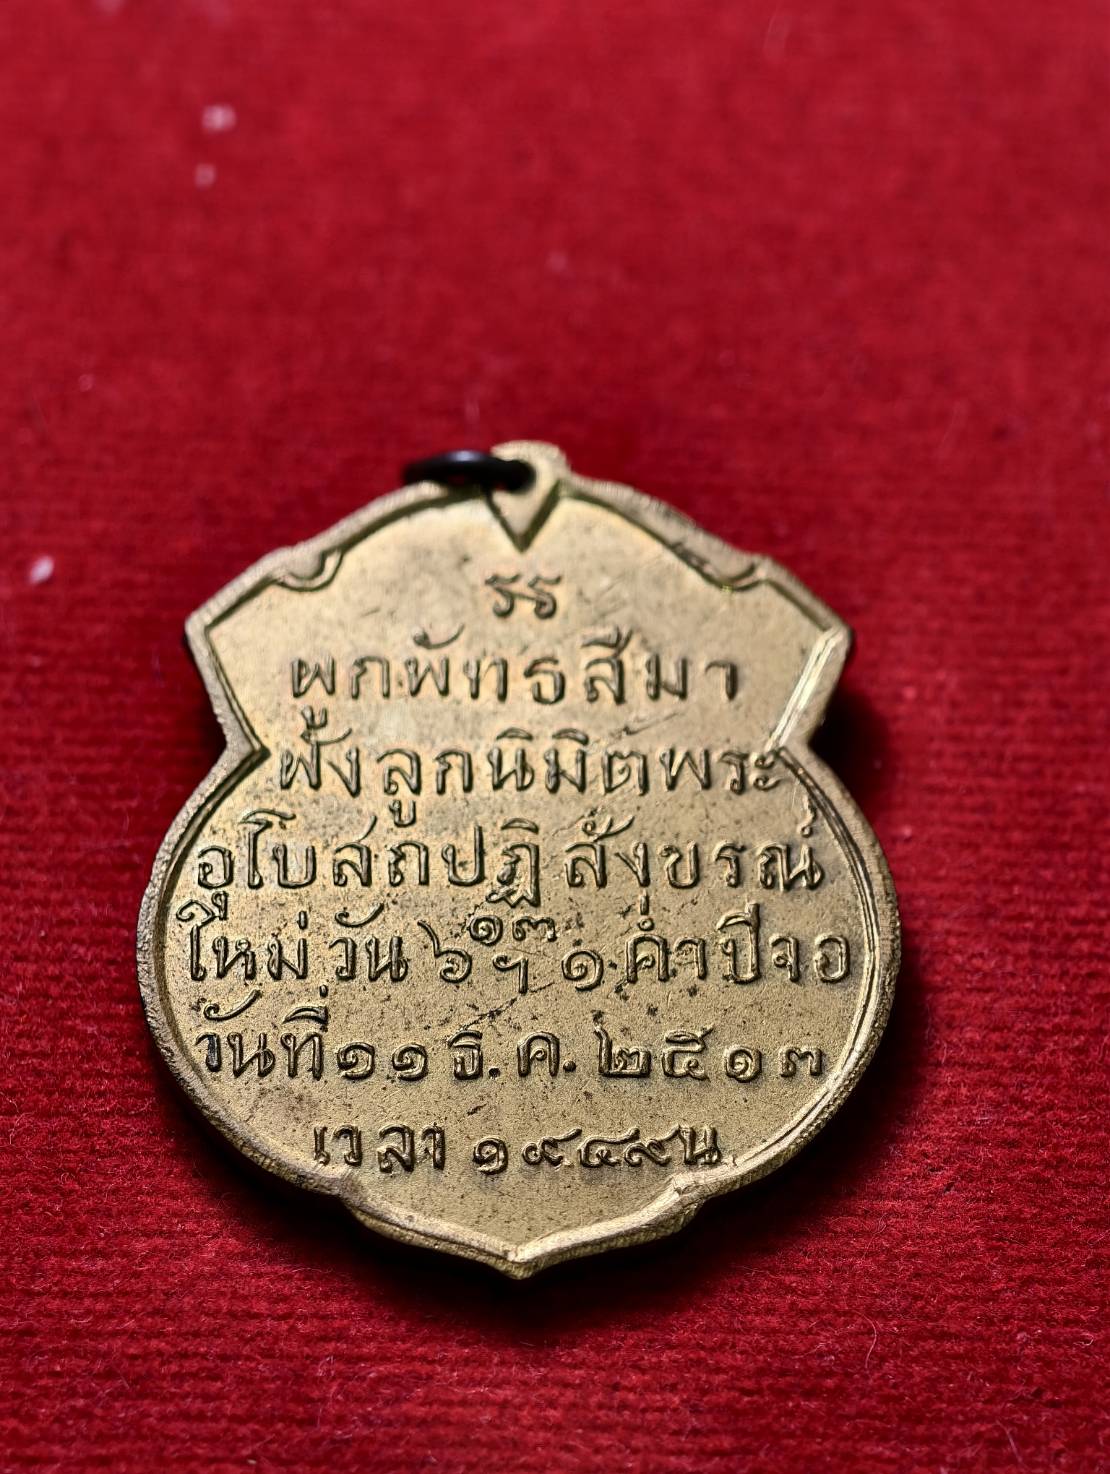 รร
ผูกพัทธสีมา
ฝังลูกนิมิตพระ
อุโบสถปฏิสังขรณ์
ใหม่วัน ๖ ๑๓ฯ ๑ ค่ำ ปีจอ
วันที่ ๑๑ ธ.ค. ๒๕๑๓
เวลา ๑๙๔๙ น